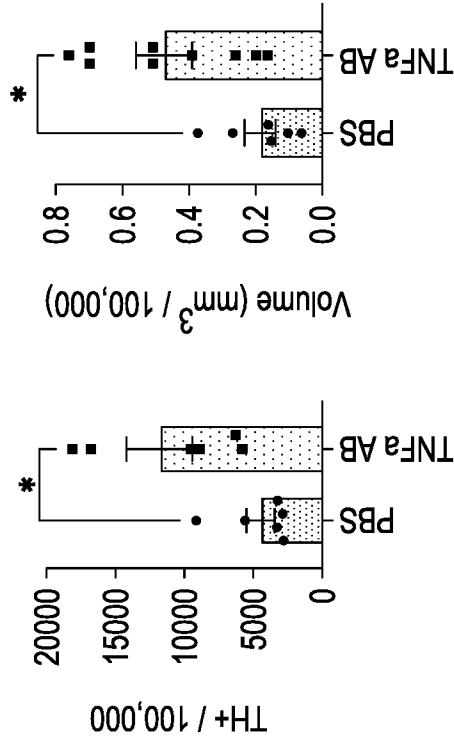 TH+ / 100,000
20000
15000
10000
5000
0
*
PBS
TNFa AB
Volume (mm³ / 100,000)
0.8
0.6
0.4
0.2
0.0
*
PBS
TNFa AB